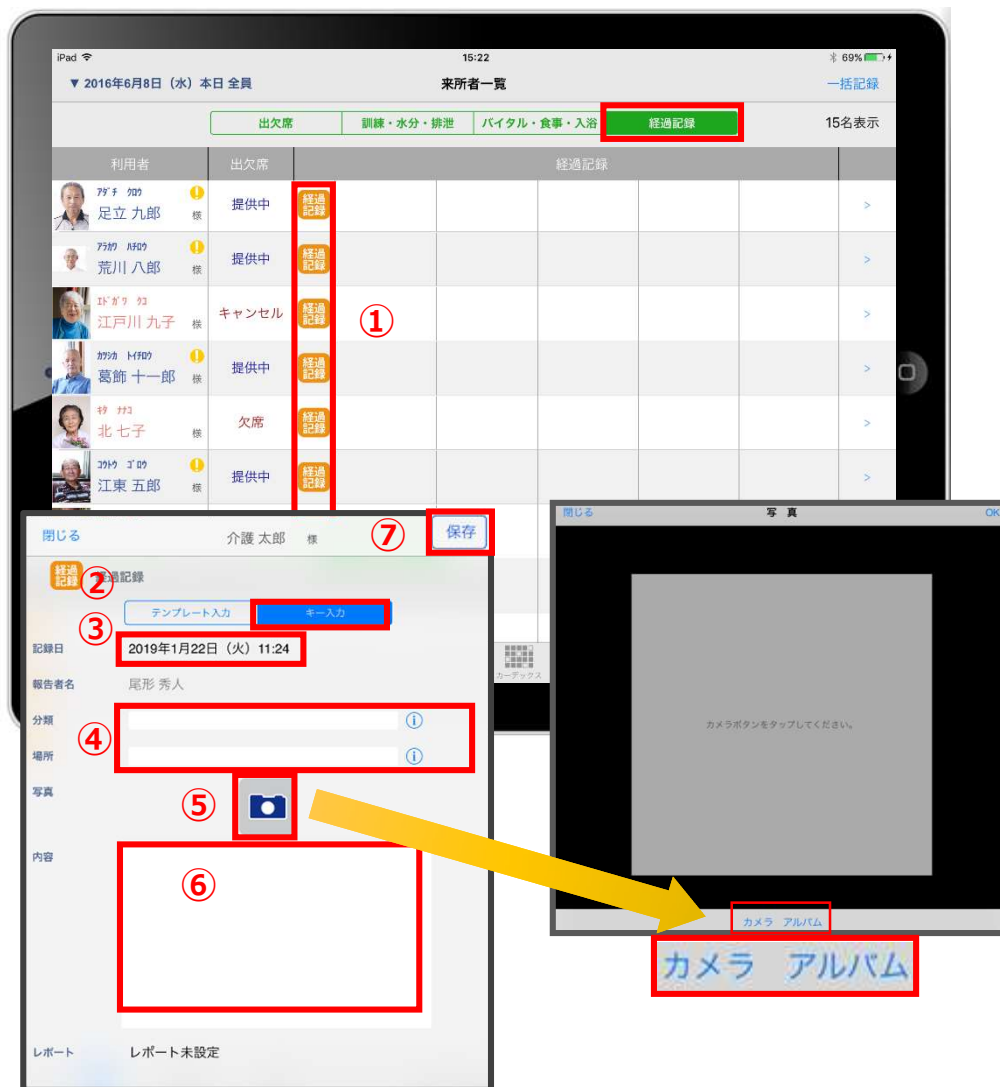 iPad 15:22 69%
▼ 2016年6月8日（水）本日 全員 来所者一覧 一括記録
出欠席 訓練・水分・排泄 バイタル・食事・入浴 経過記録 15名表示
利用者 出欠席 経過記録
ｱﾀﾞﾁ ｸﾛｳ
足立 九郎 様 提供中 経過記録 >
ｱﾗｶﾜ ﾊﾁﾛｳ
荒川 八郎 様 提供中 経過記録 >
ｴﾄﾞｶﾞﾜ ｸｺ
江戸川 九子 様 キャンセル 経過記録 >
①
ｶﾂｼｶ ﾄｲﾁﾛｳ
葛飾 十一郎 様 提供中 経過記録 >
ｷﾀ ﾅﾅｺ
北 七子 様 欠席 経過記録 >
ｺｳﾄｳ ｺﾞﾛｳ
江東 五郎 様 提供中 経過記録 >
カーデックス
閉じる 介護 太郎 様 ⑦ 保存
経過記録 ② 経過記録
テンプレート入力 キー入力
③
記録日 2019年1月22日（火）11:24
報告者名 尾形 秀人
分類
④
場所
写真
⑤
内容
⑥
レポート レポート未設定
閉じる 写 真 OK
カメラボタンをタップしてください。
カメラ アルバム
カメラ アルバム